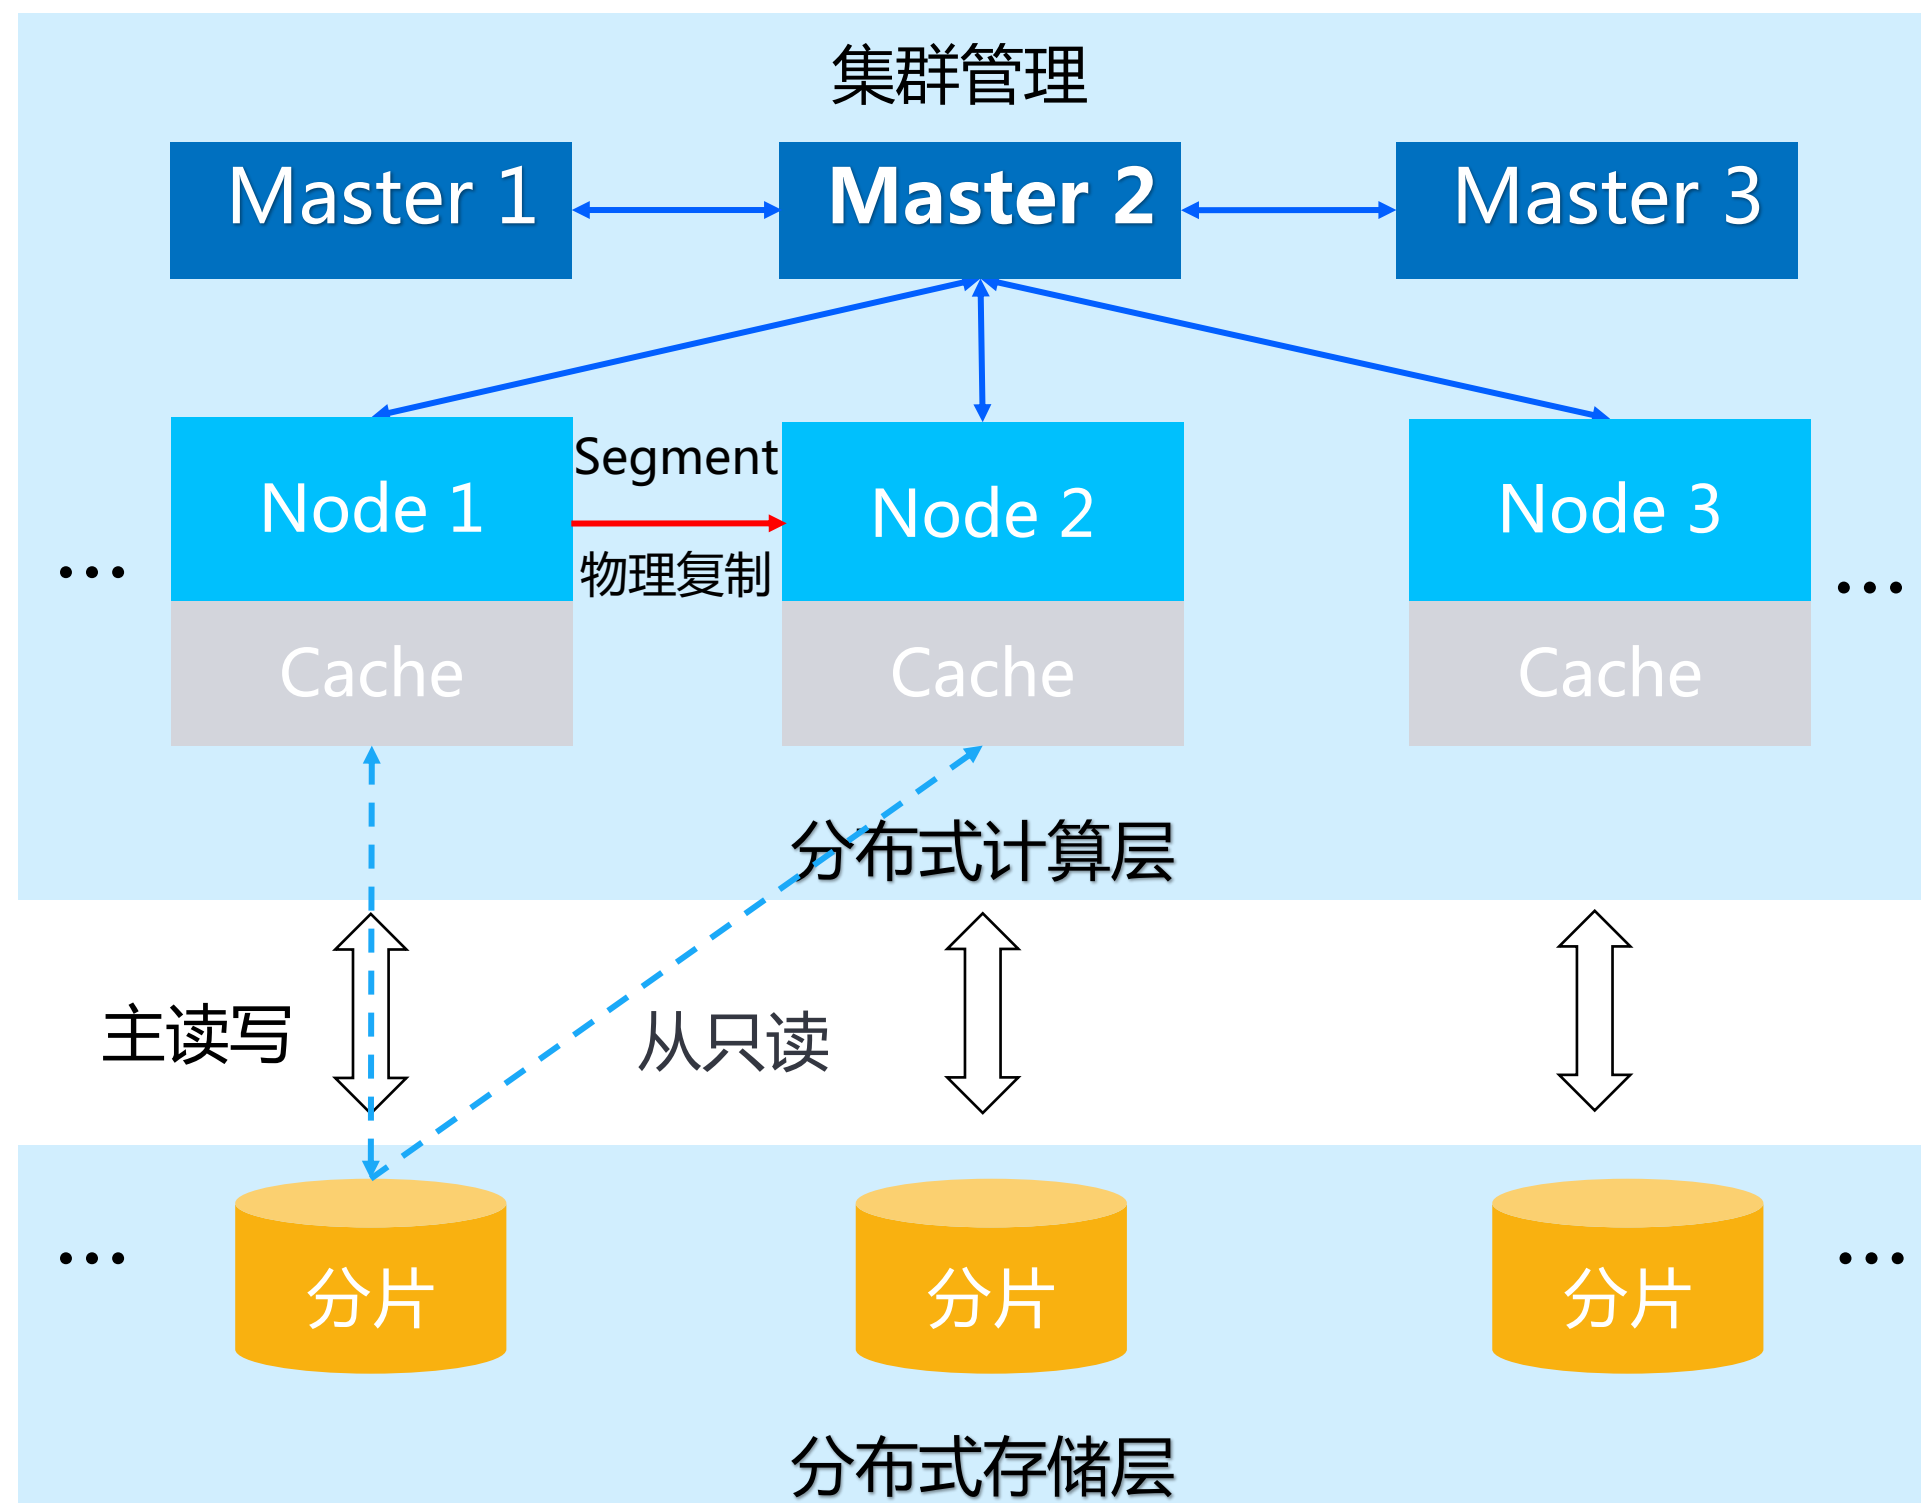 集群管理
Master 1
Master 2
Master 3
Node 1
Segment
物理复制
Node 2
Node 3
...
...
Cache
Cache
Cache
分布式计算层
主读写
从只读
...
分片
分片
分片
...
分布式存储层